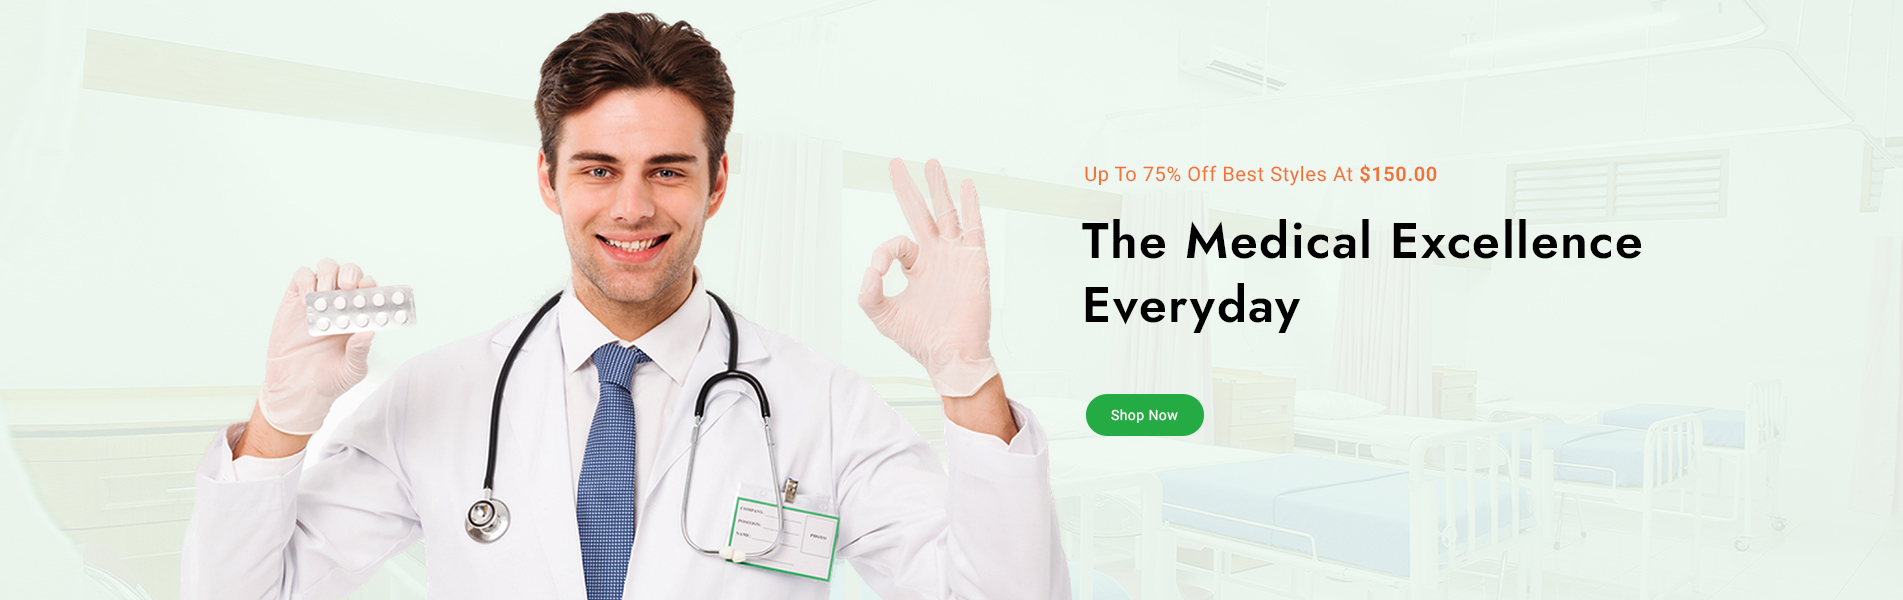 Up To 75% Off Best Styles At $150.00
The Medical Excellence
Everyday
Shop Now
COMPANY:
POSITION:
NAME:
PHOTO